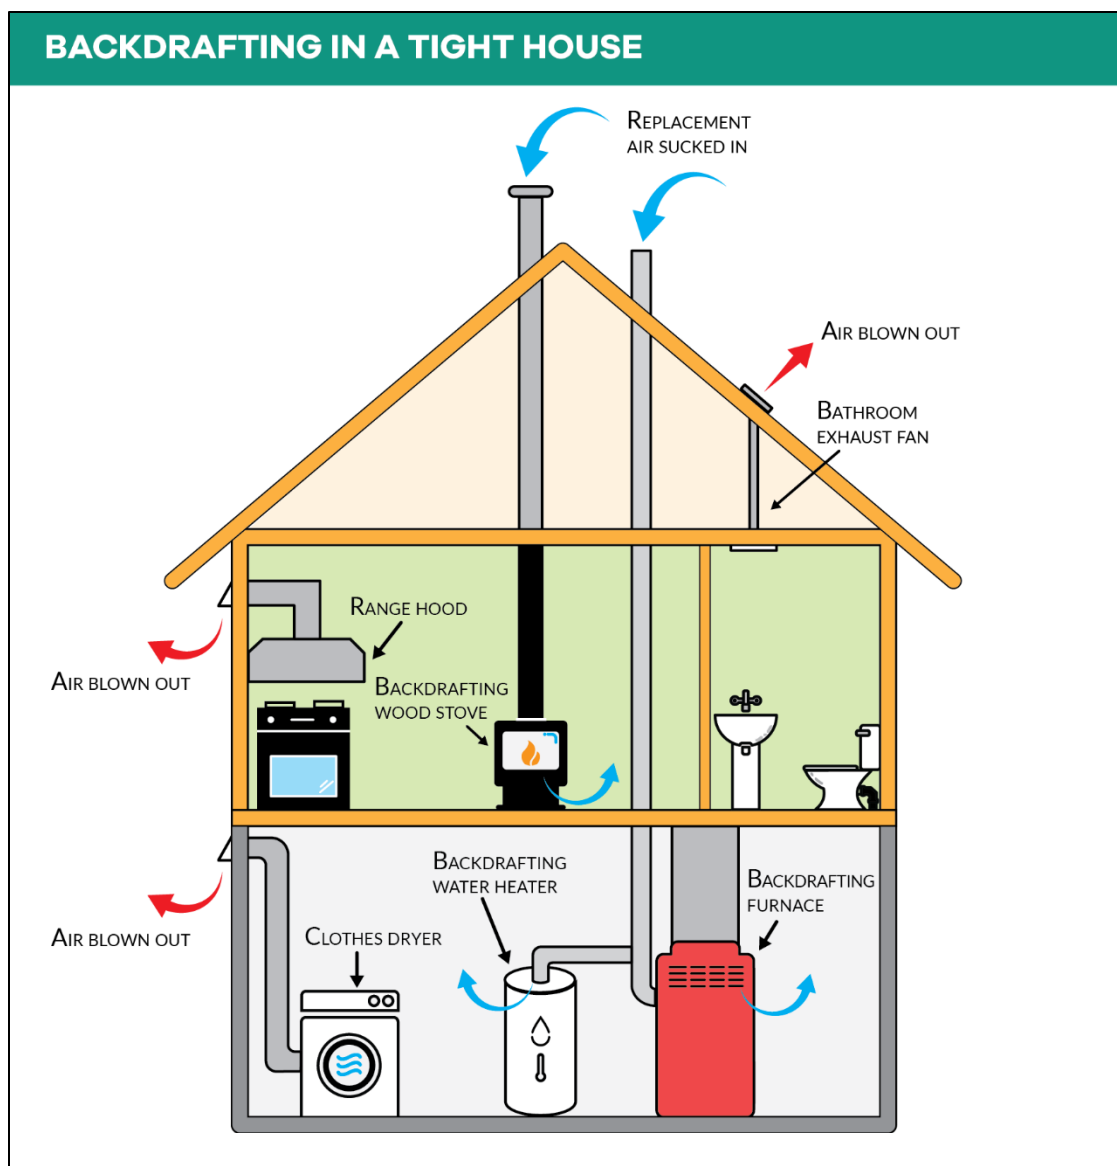 BACKDRAFTING IN A TIGHT HOUSE
REPLACEMENT
AIR SUCKED IN
AIR BLOWN OUT
BATHROOM
EXHAUST FAN
RANGE HOOD
AIR BLOWN OUT
BACKDRAFTING
WOOD STOVE
BACKDRAFTING
WATER HEATER
BACKDRAFTING
FURNACE
AIR BLOWN OUT
CLOTHES DRYER